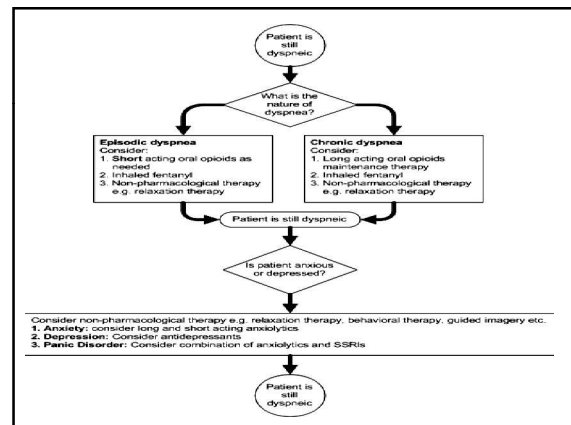 Patient is
still
dyspneic
What is the
nature of
dyspnea?
Episodic dyspnea
Consider:
1. Short acting oral opioids as
needed
2. Inhaled fentanyl
3. Non-pharmacological therapy
e.g. relaxation therapy
Chronic dyspnea
Consider:
1. Long acting oral opioids
maintenance therapy
2. Inhaled fentanyl
3. Non-pharmacological therapy
e.g. relaxation therapy
Patient is still dyspneic
Is patient anxious
or depressed?
Consider non-pharmacological therapy e.g. relaxation therapy, behavioral therapy, guided imagery etc.
1. Anxiety: consider long and short acting anxiolytics
2. Depression: Consider antidepressants
3. Panic Disorder: Consider combination of anxiolytics and SSRIs
Patient is
still
dyspneic